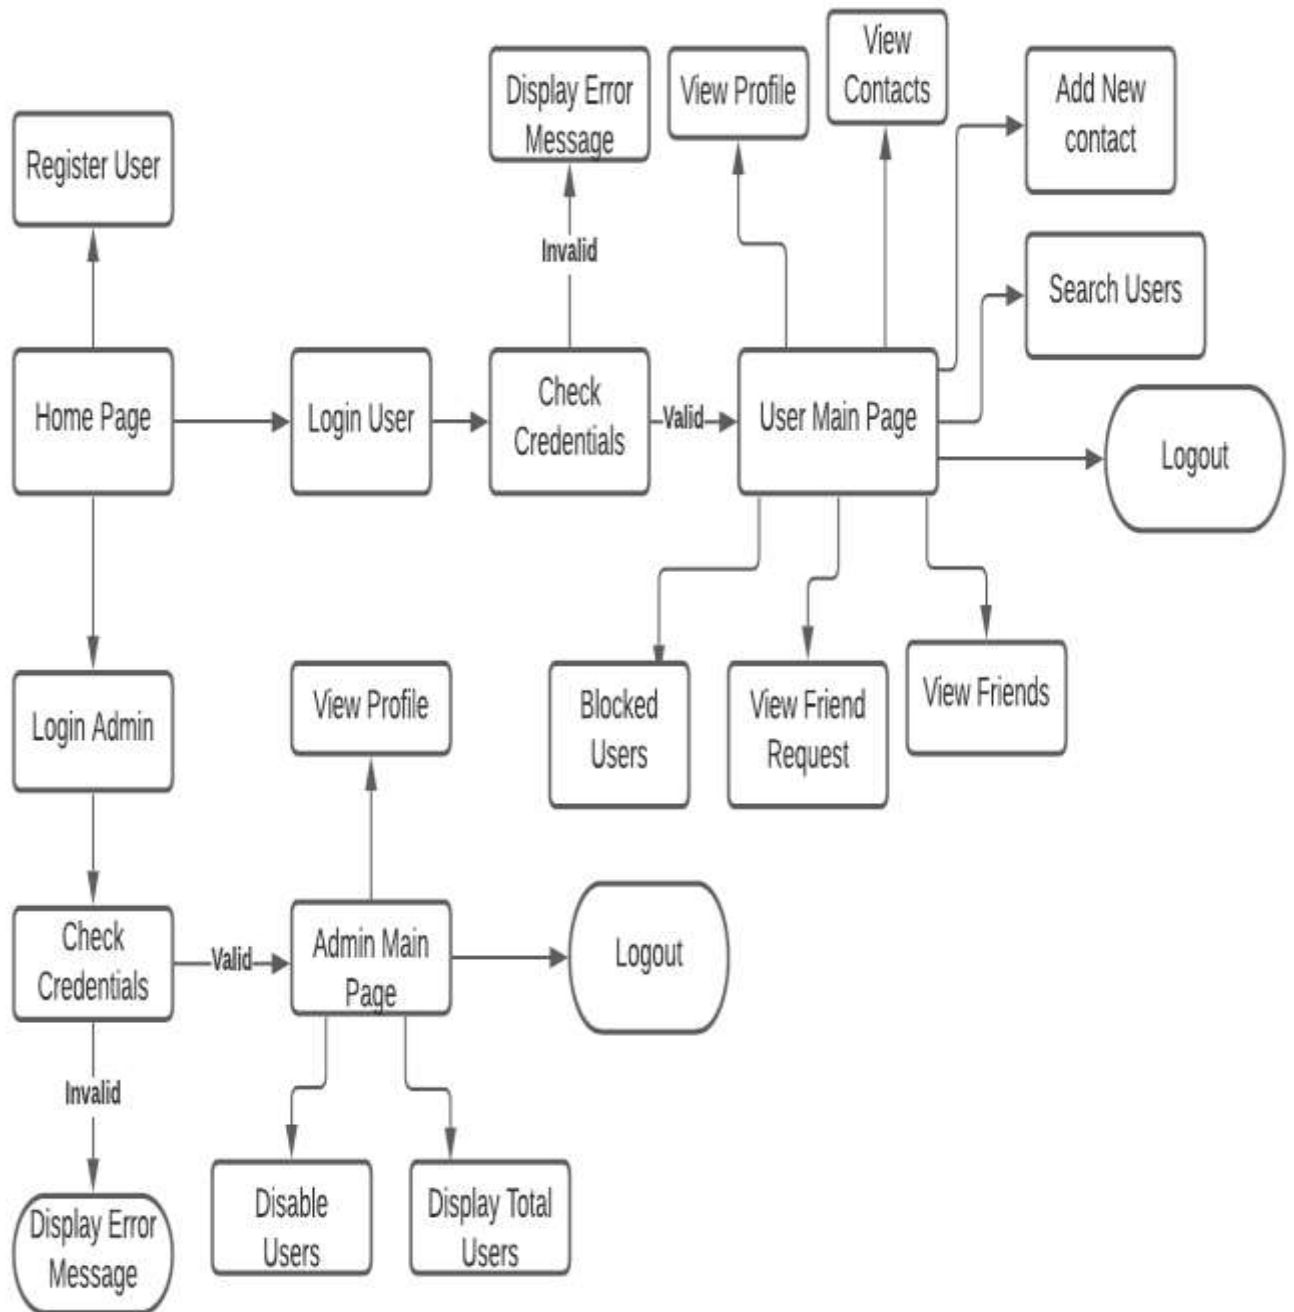 View
Contacts
Display Error
Message
View Profile
Add New
contact
Register User
Invalid
Search Users
Home Page
Login User
Check
Credentials
Valid
User Main Page
Logout
Login Admin
View Profile
Blocked
Users
View Friend
Request
View Friends
Check
Credentials
Valid
Admin Main
Page
Logout
Invalid
Display Error
Message
Disable
Users
Display Total
Users